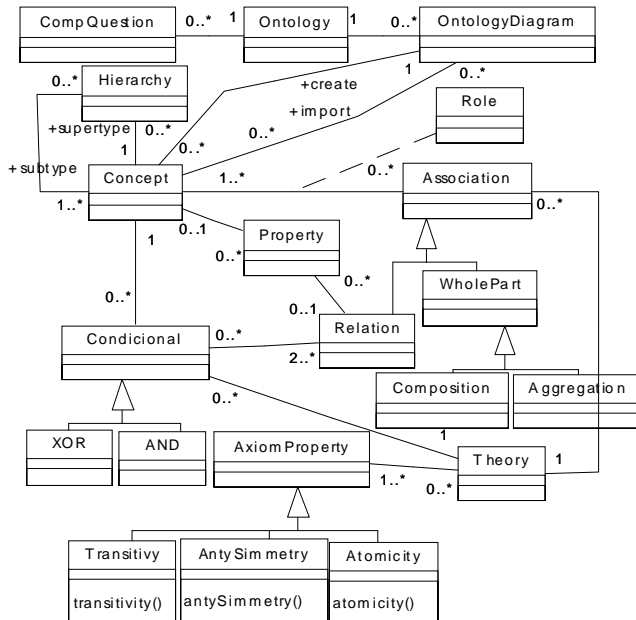 CompQuestion
0..*
1
Ontology
1
0..*
OntologyDiagram
0..*
Hierarchy
+create
1
0..*
+import
Role
+supertype
0..*
0..*
1
0..*
+subtype
Concept
1..*
0..*
Association
1..*
1
0..1
0..*
Property
0..*
0..*
WholePart
0..*
0..1
Condicional
0..*
Relation
2..*
0..*
Composition
Aggregation
XOR
AND
AxiomProperty
1
Theory
1
1..*
0..*
Transitivy
AntySimmetry
Atomicity
transitivity()
antySimmetry()
atomicity()